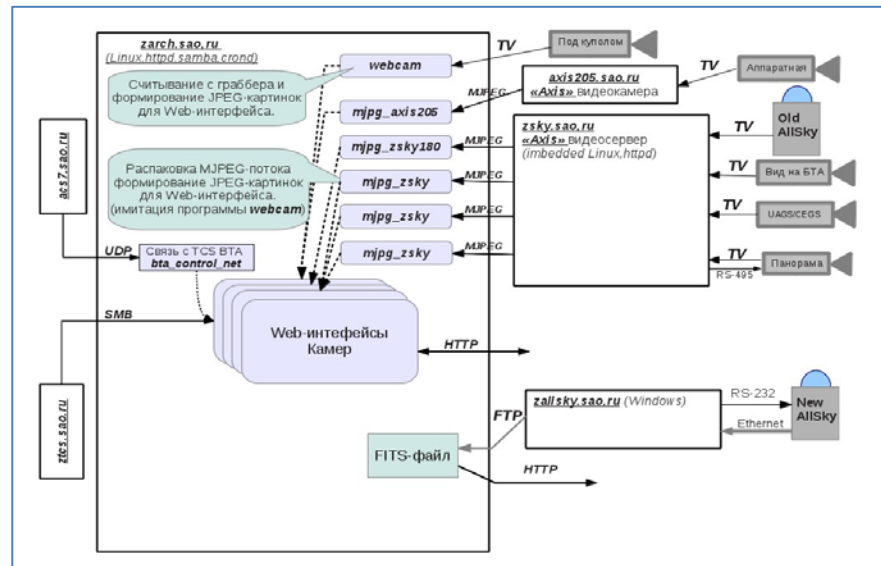 zarch.sao.ru
(Linux.httpd.samba.crond)
Считывание с граббера и
формирование JPEG-картинок
для Web-интерфейса.
webcam
TV
Под куполом
mjpg_axis205
MJPEG
axis205.sao.ru
«Axis» видеокамера
TV
Аппаратная
mjpg_zsky180
MJPEG
zsky.sao.ru
«Axis» видеосервер
(imbedded Linux,httpd)
TV
Old
AllSky
Распаковка MJPEG-потока
формирование JPEG-картинок
для Web-интерфейса.
(имитация программы webcam)
mjpg_zsky
MJPEG
TV
Вид на БТА
mjpg_zsky
MJPEG
TV
UAGS/CEGS
mjpg_zsky
MJPEG
TV
Панорама
RS-495
acs7.sao.ru
UDP
Связь с TCS BTA
bta_control_net
SMB
ztcs.sao.ru
Web-интефейсы
Камер
HTTP
zallsky.sao.ru (Windows)
RS-232
New
AllSky
Ethernet
FTP
FITS-файл
HTTP